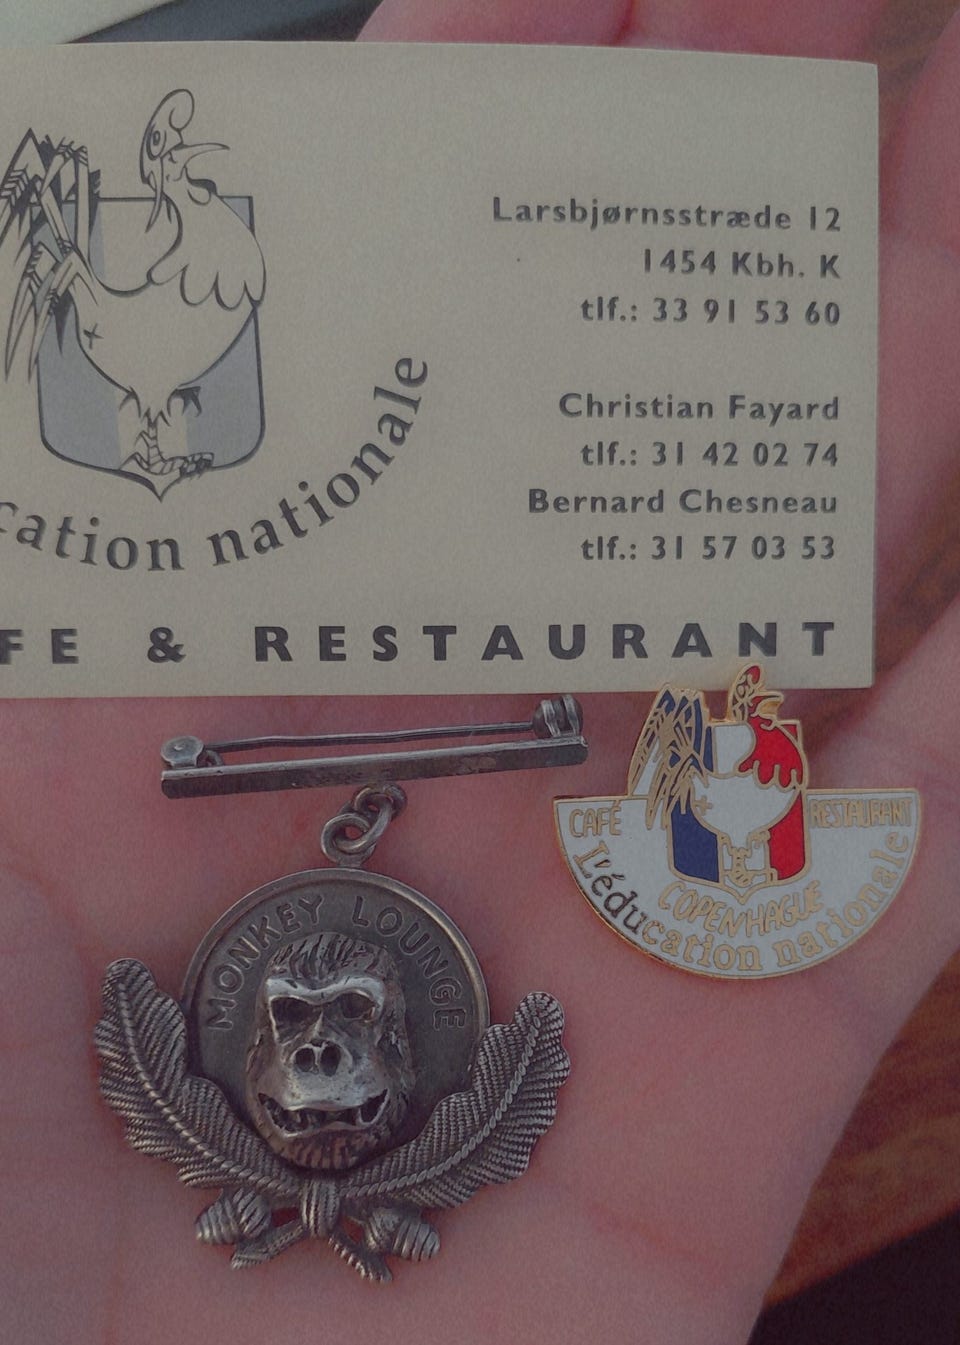 Larsbjørnsstræde 12
1454 Kbh. K
tlf.: 33 91 53 60
Christian Fayard
tlf.: 31 42 02 74
Bernard Chesneau
tlf.: 31 57 03 53
cation nationale
FE & RESTAURANT
CAFÉ RESTAURANT
COPENHAGUE
L'éducation nationale
MONKEY LOUNGE